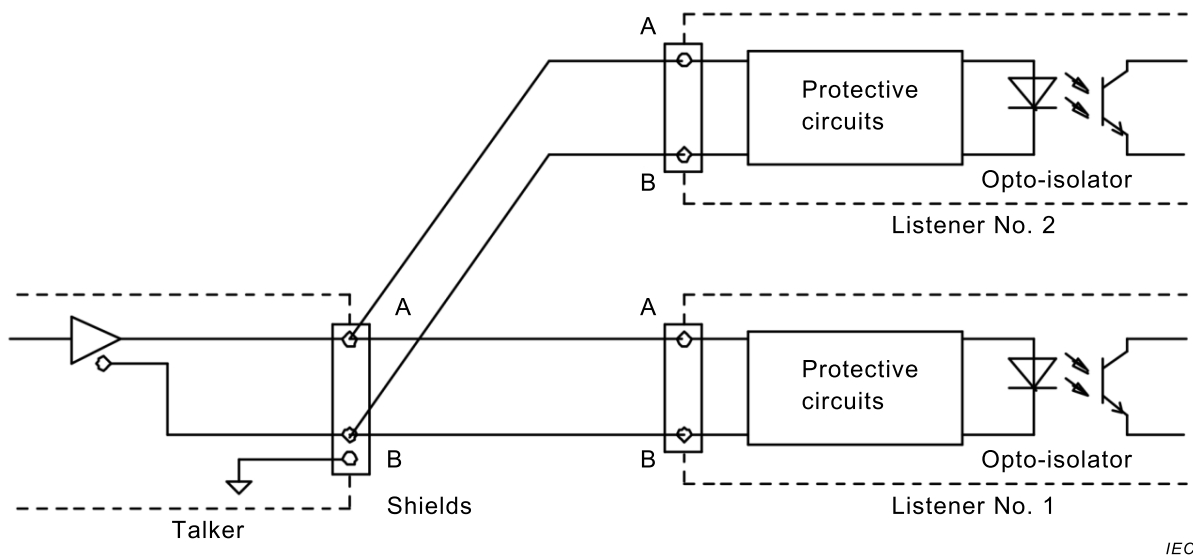 A
Protective
circuits
B
Opto-isolator
Listener No. 2
A
A
Protective
circuits
B
B
Opto-isolator
Shields
Listener No. 1
Talker
IEC